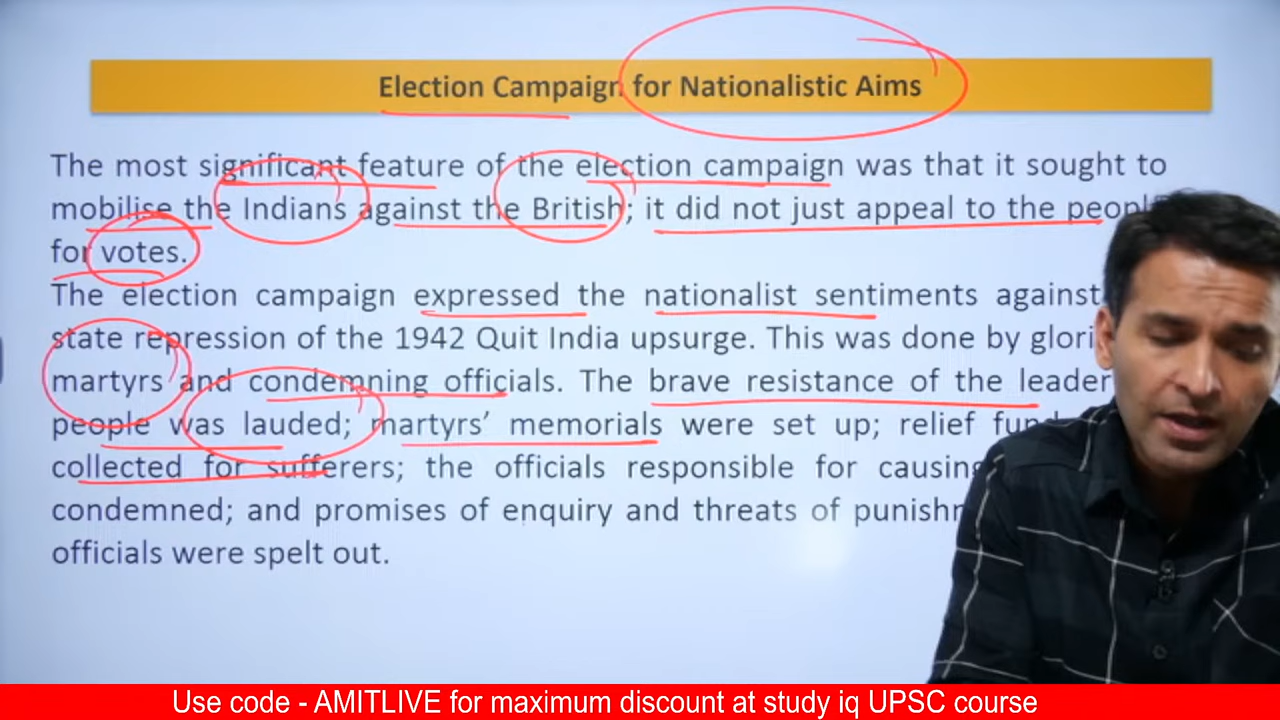 Election Campaign for Nationalistic Aims
The most significant feature of the election campaign was that it sought to
mobilise the Indians against the British; it did not just appeal to the people
for votes.
The election campaign expressed the nationalist sentiments against
state repression of the 1942 Quit India upsurge. This was done by
martyrs and condemning officials. The brave resistance of the
people was lauded; martyrs’ memorials were set up; relief
collected for sufferers; the officials responsible for causing
condemned; and promises of enquiry and threats of
officials were spelt out.
Use code - AMITLIVE for maximum discount at study iq UPSC course